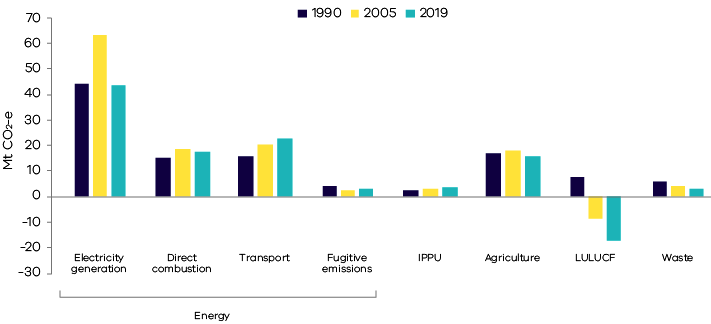 1990 2005 2019
Mt CO₂-e
70
60
50
40
30
20
10
0
-10
-20
-30
Electricity generation
Direct combustion
Transport
Fugitive emissions
IPPU
Agriculture
LULUCF
Waste
Energy